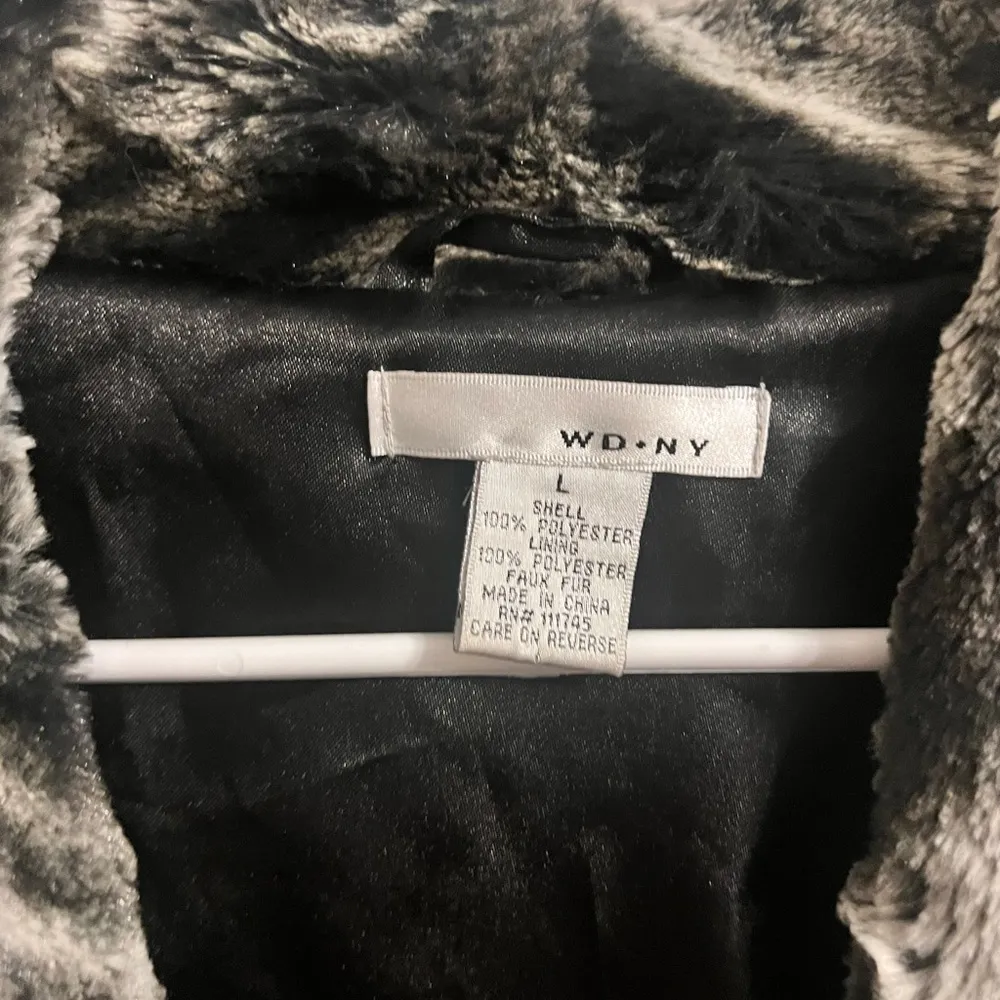 WD•NY
L
SHELL
100% POLYESTER
LINING
100% POLYESTER
FAUX FUR
MADE IN CHINA
RN# 111745
CARE ON REVERSE